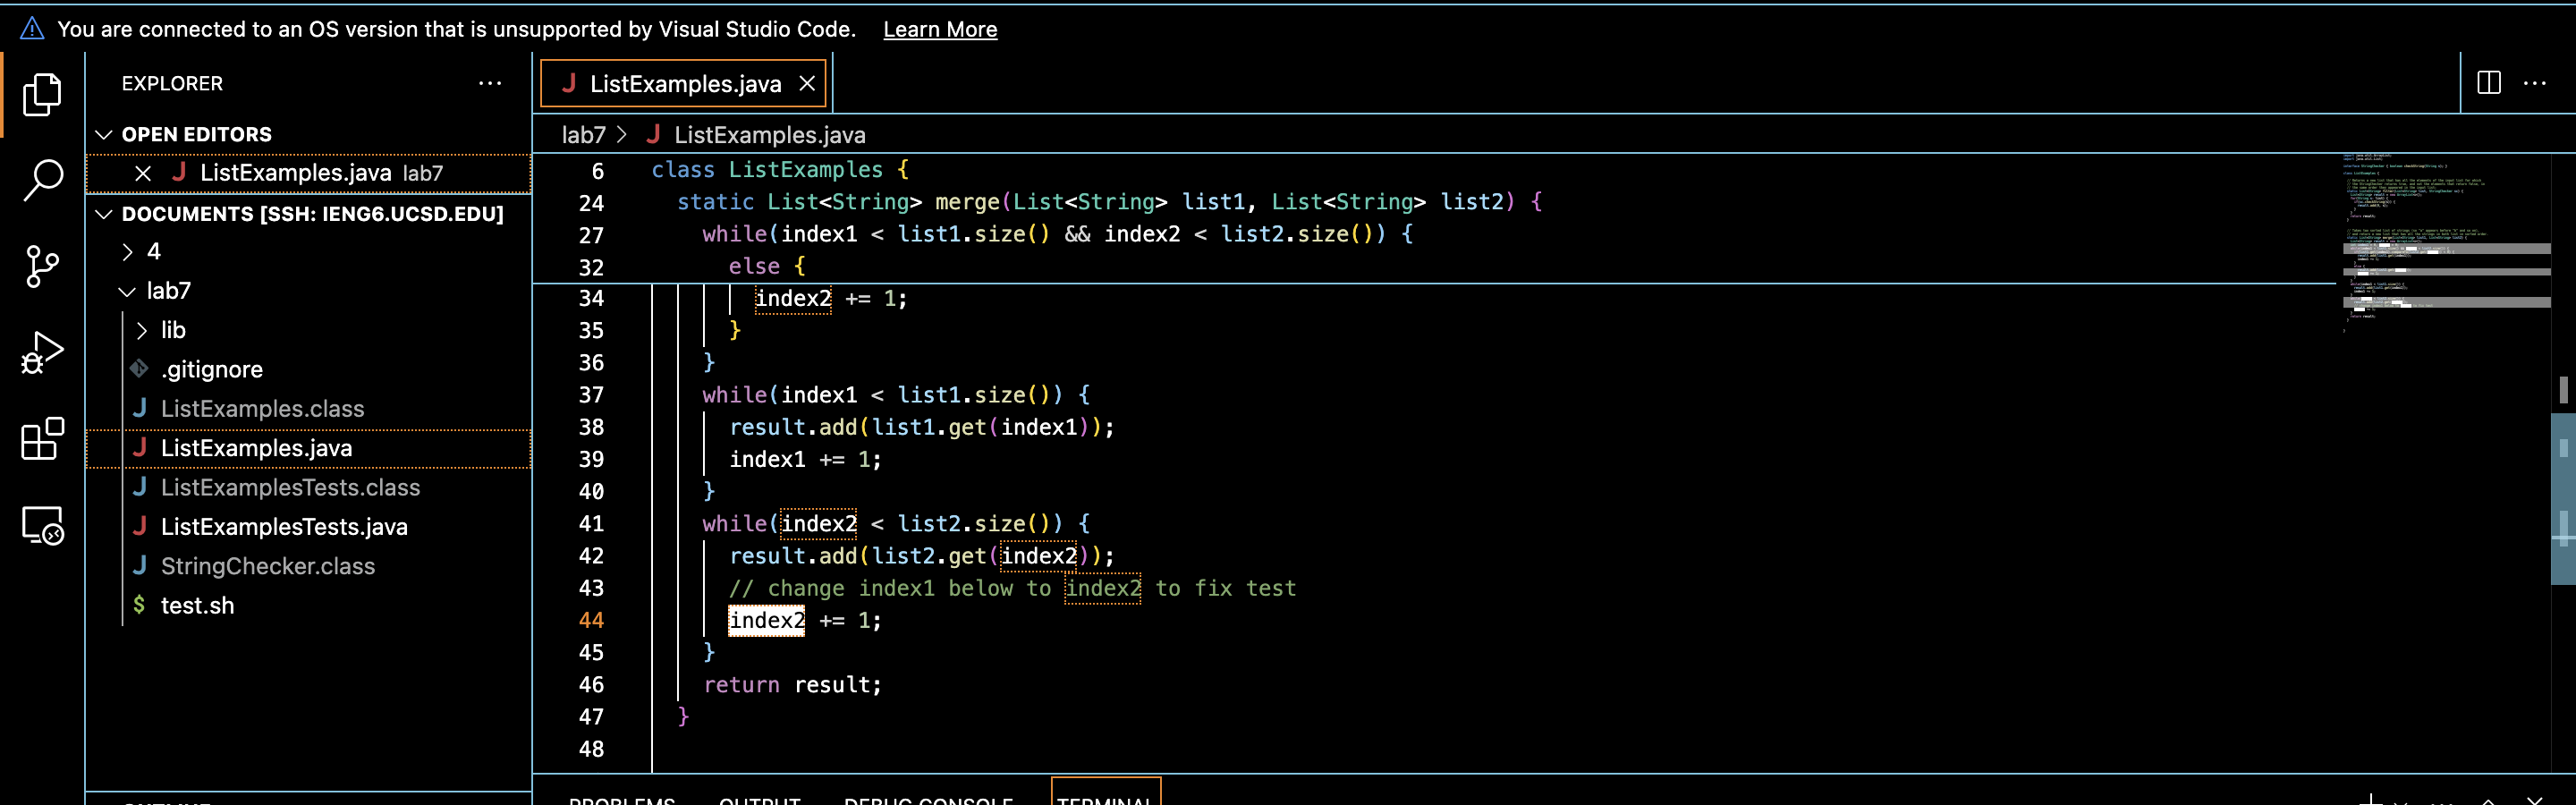 You are connected to an OS version that is unsupported by Visual Studio Code. Learn More
EXPLORER
OPEN EDITORS
ListExamples.java lab7
DOCUMENTS [SSH: IENG6.UCSD.EDU]
4
lab7
lib
.gitignore
ListExamples.class
ListExamples.java
ListExamplesTests.class
ListExamplesTests.java
StringChecker.class
$ test.sh
J ListExamples.java
lab7 > J ListExamples.java
6 class ListExamples {
24 static List<String> merge(List<String> list1, List<String> list2) {
27 while(index1 < list1.size() && index2 < list2.size()) {
32 else {
34 index2 += 1;
35 }
36 }
37 while(index1 < list1.size()) {
38 result.add(list1.get(index1));
39 index1 += 1;
40 }
41 while(index2 < list2.size()) {
42 result.add(list2.get(index2));
43 // change index1 below to index2 to fix test
44 index2 += 1;
45 }
46 return result;
47 }
48
PROBLEMS OUTPUT DEBUG CONSOLE TERMINAL